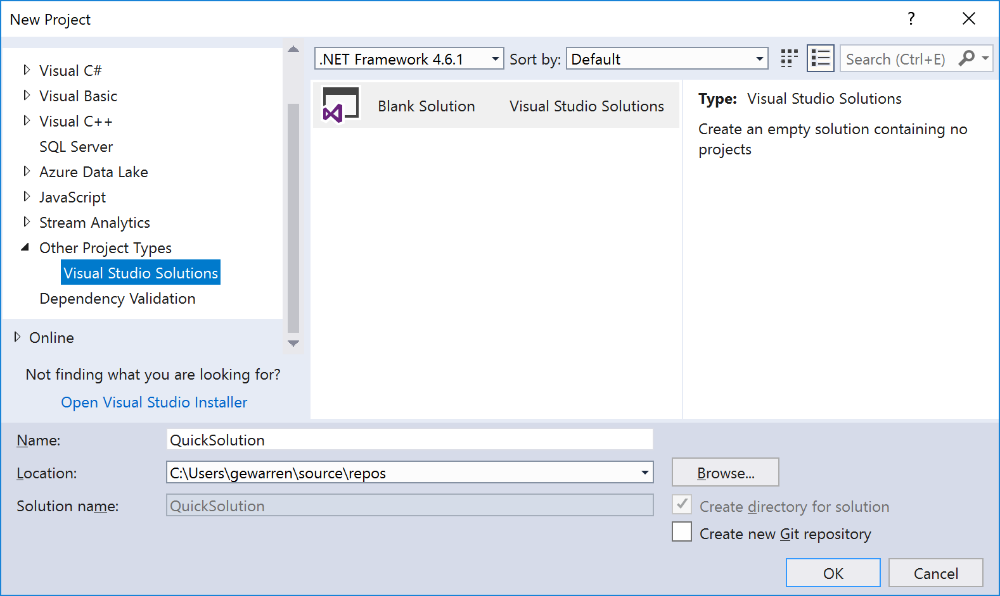 New Project
?
Visual C#
Visual Basic
Visual C++
SQL Server
Azure Data Lake
JavaScript
Stream Analytics
Other Project Types
Visual Studio Solutions
Dependency Validation
Online
Not finding what you are looking for?
Open Visual Studio Installer
.NET Framework 4.6.1 Sort by: Default Search (Ctrl+E)
Blank Solution Visual Studio Solutions
Type: Visual Studio Solutions
Create an empty solution containing no
projects
Name: QuickSolution
Location: C:\Users\gewarren\source\repos Browse...
Solution name: QuickSolution Create directory for solution
Create new Git repository
OK Cancel